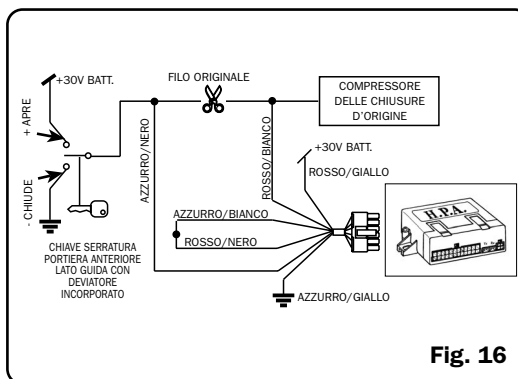 +30V BATT.
FILO ORIGINALE
COMPRESSORE
DELLE CHIUSURE
D'ORIGINE
+ APRE
- CHIUDE
AZZURRO/NERO
ROSSO/BIANCO
+30V BATT.
ROSSO/GIALLO
AZZURRO/BIANCO
ROSSO/NERO
H.P.A.
CHIAVE SERRATURA
PORTIERA ANTERIORE
LATO GUIDA CON
DEVIATORE
INCORPORATO
AZZURRO/GIALLO
Fig. 16